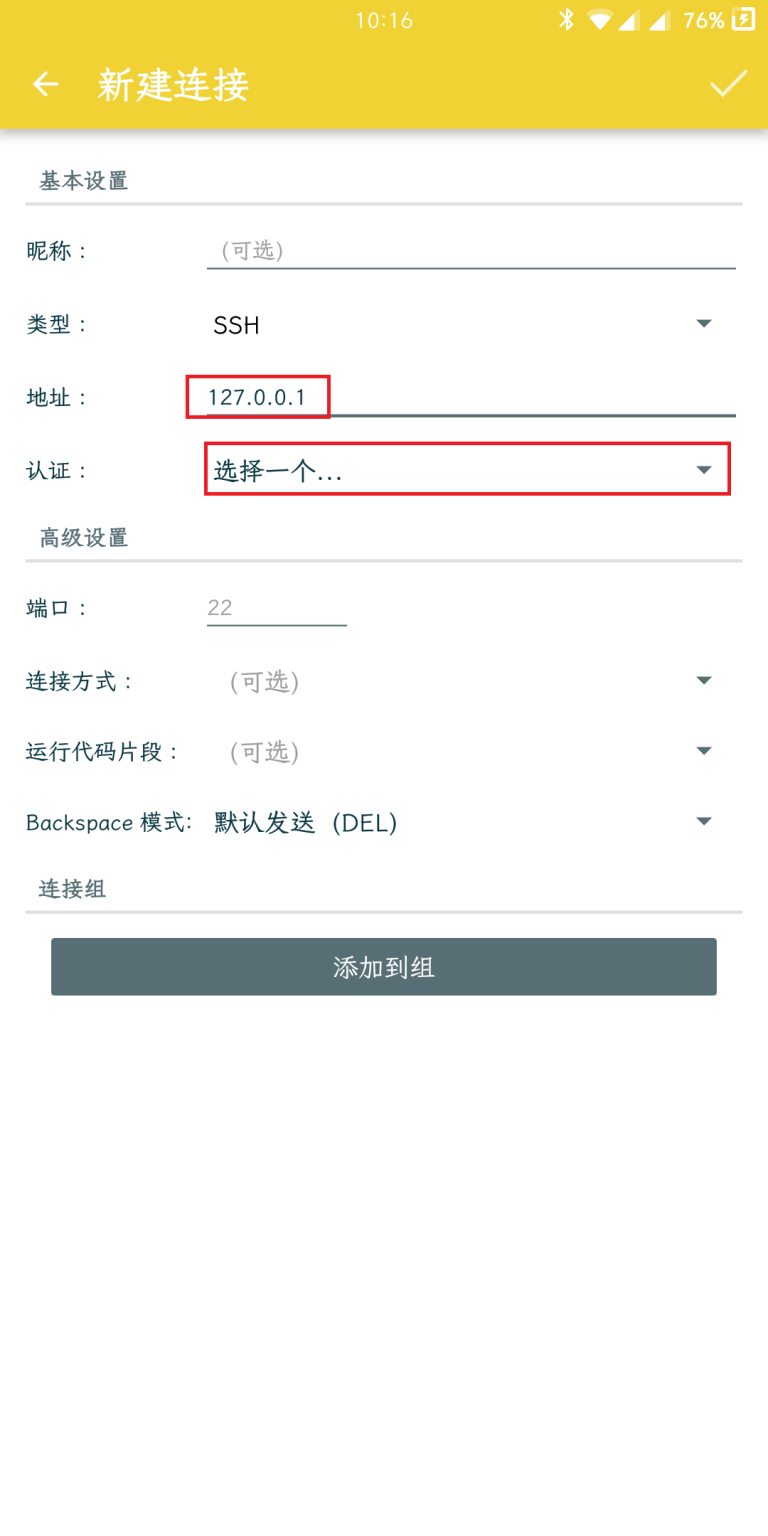 10:16 76%
新建连接
基本设置
昵称： (可选)
类型： SSH
地址： 127.0.0.1
认证： 选择一个...
高级设置
端口： 22
连接方式： (可选)
运行代码片段： (可选)
Backspace 模式: 默认发送 (DEL)
连接组
添加到组